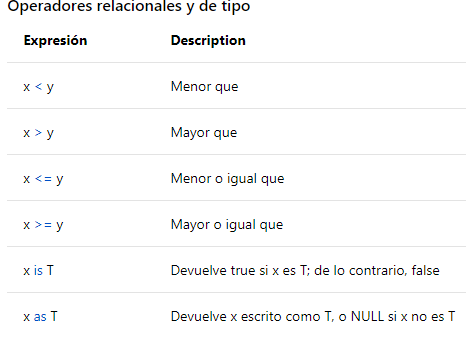 Operadores relacionales y de tipo
Expresión Description
x < y Menor que
x > y Mayor que
x <= y Menor o igual que
x >= y Mayor o igual que
x is T Devuelve true si x es T; de lo contrario, false
x as T Devuelve x escrito como T, o NULL si x no es T